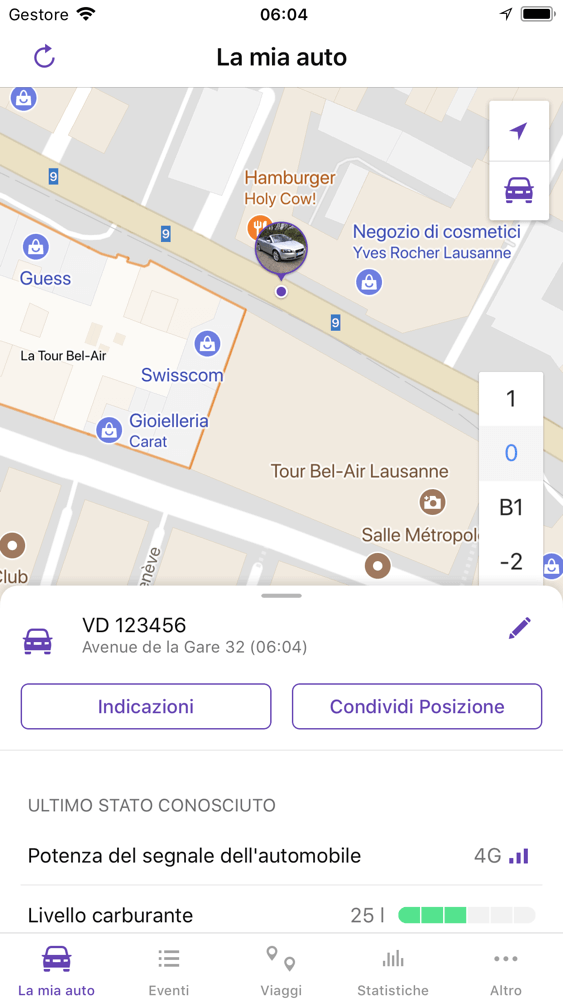 Gestore
06:04
La mia auto
9
Hamburger
Holy Cow!
9
Negozio di cosmetici
Yves Rocher Lausanne
Guess
9
La Tour Bel-Air
Swisscom
1
Gioielleria
Carat
0
Tour Bel-Air Lausanne
B1
Salle Métropol
-2
Club
enève
VD 123456
Avenue de la Gare 32 (06:04)
Indicazioni
Condividi Posizione
ULTIMO STATO CONOSCIUTO
Potenza del segnale dell'automobile
4G
Livello carburante
25 l
La mia auto
Eventi
Viaggi
Statistiche
Altro